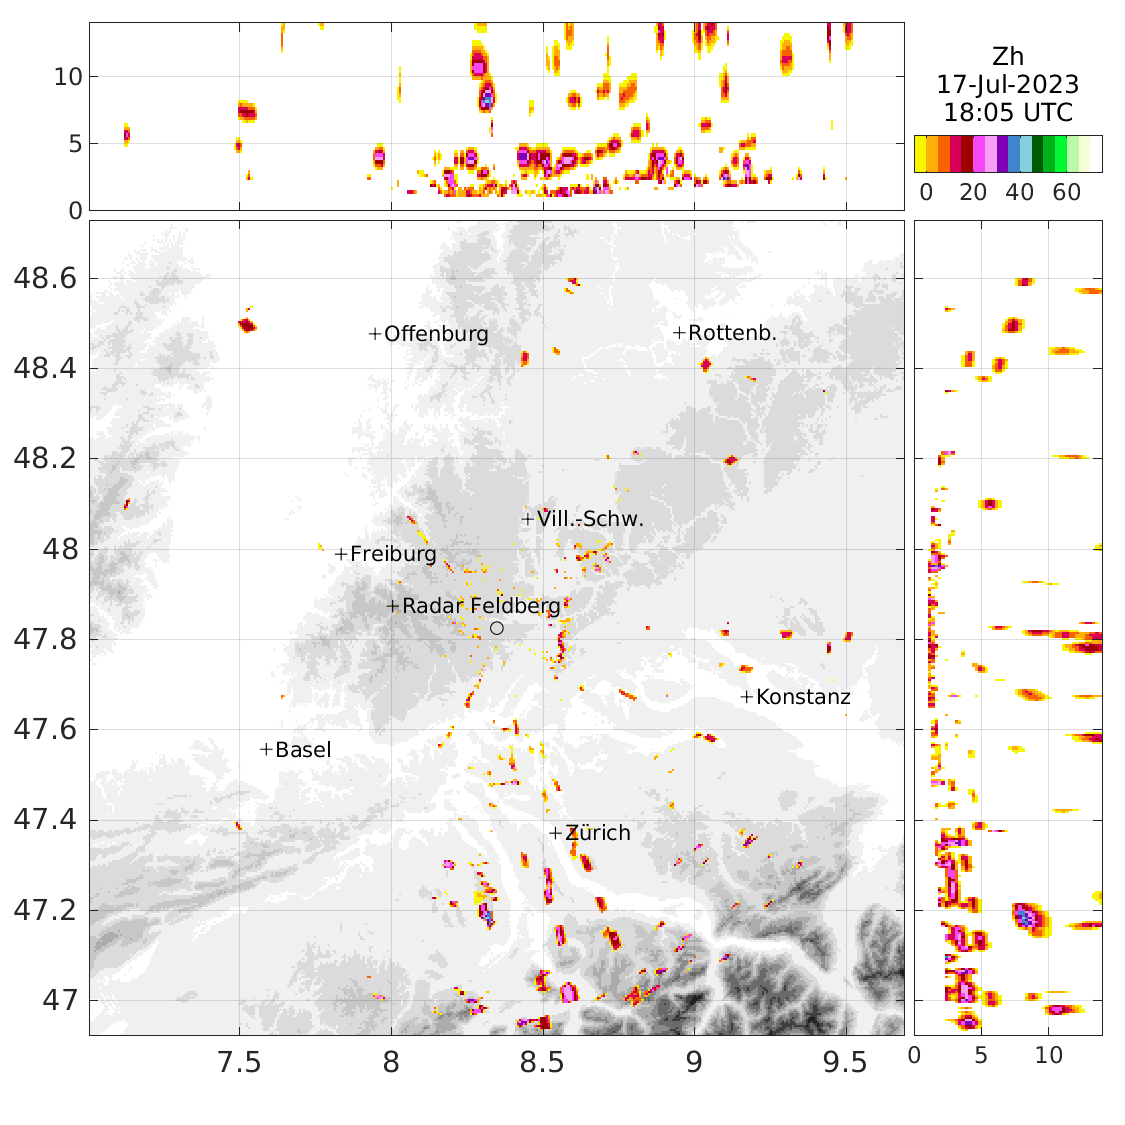 10
5
0
Zh
17-Jul-2023
18:05 UTC
0 20 40 60
48.6
48.4
48.2
48
47.8
47.6
47.4
47.2
47
+Offenburg
+Rottenb.
+Vill.-Schw.
+Freiburg
+Radar Feldberg
+Konstanz
+Basel
+Zürich
7.5 8 8.5 9 9.5
0 5 10